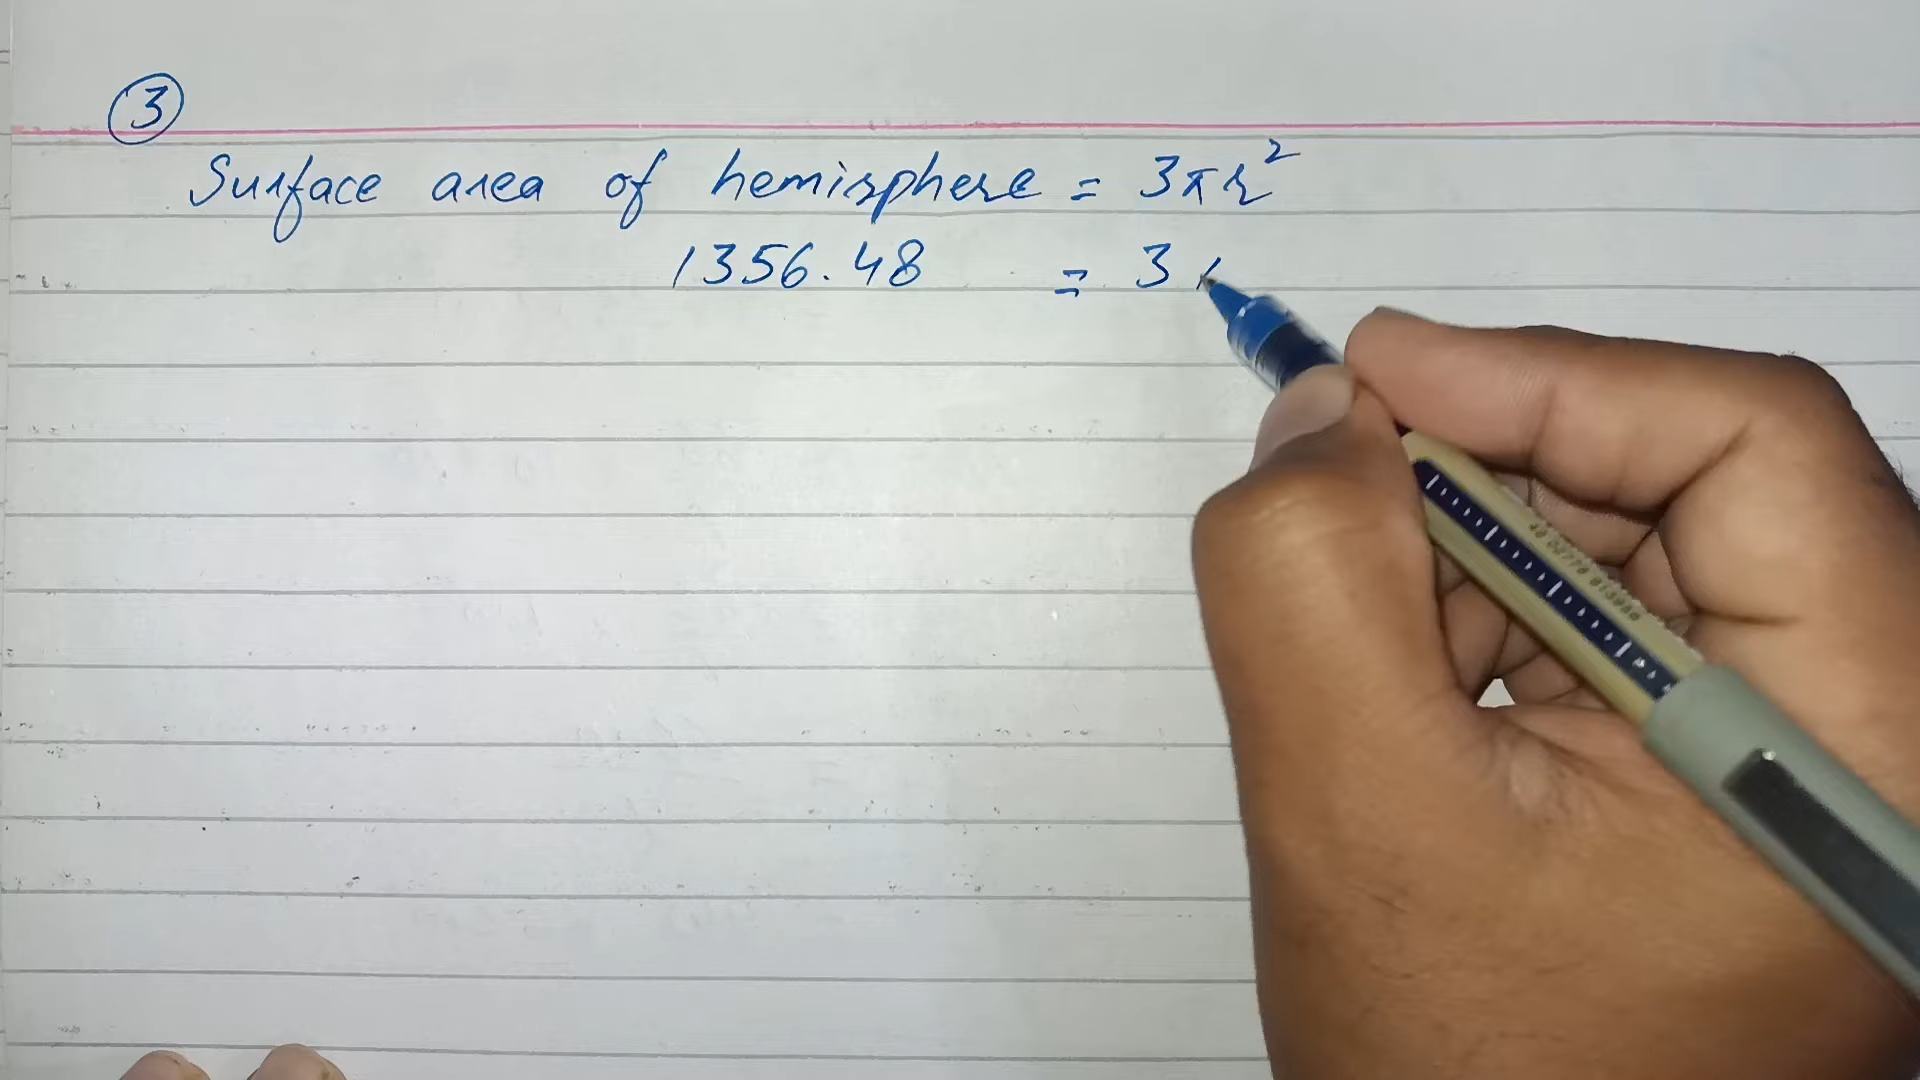 3
Surface area of hemisphere = 3πr²
1356.48 = 3